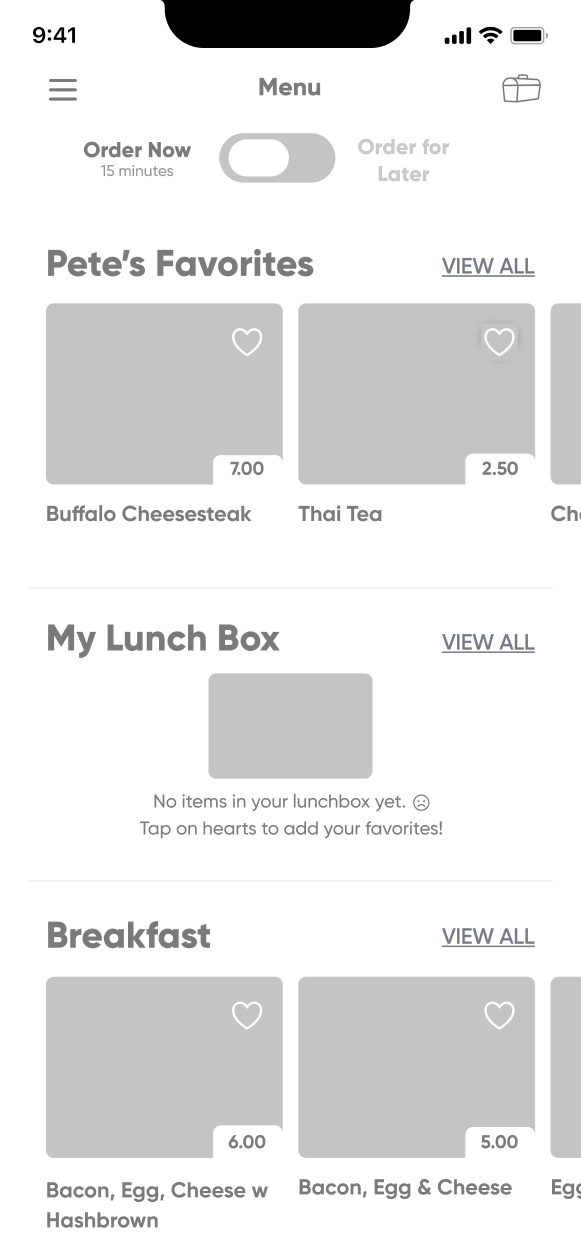 9:41
Menu
Order Now
15 minutes
Order for
Later
Pete’s Favorites
VIEW ALL
7.00
2.50
Buffalo Cheesesteak
Thai Tea
My Lunch Box
VIEW ALL
No items in your lunchbox yet.
Tap on hearts to add your favorites!
Breakfast
VIEW ALL
6.00
5.00
Bacon, Egg, Cheese w
Hashbrown
Bacon, Egg & Cheese